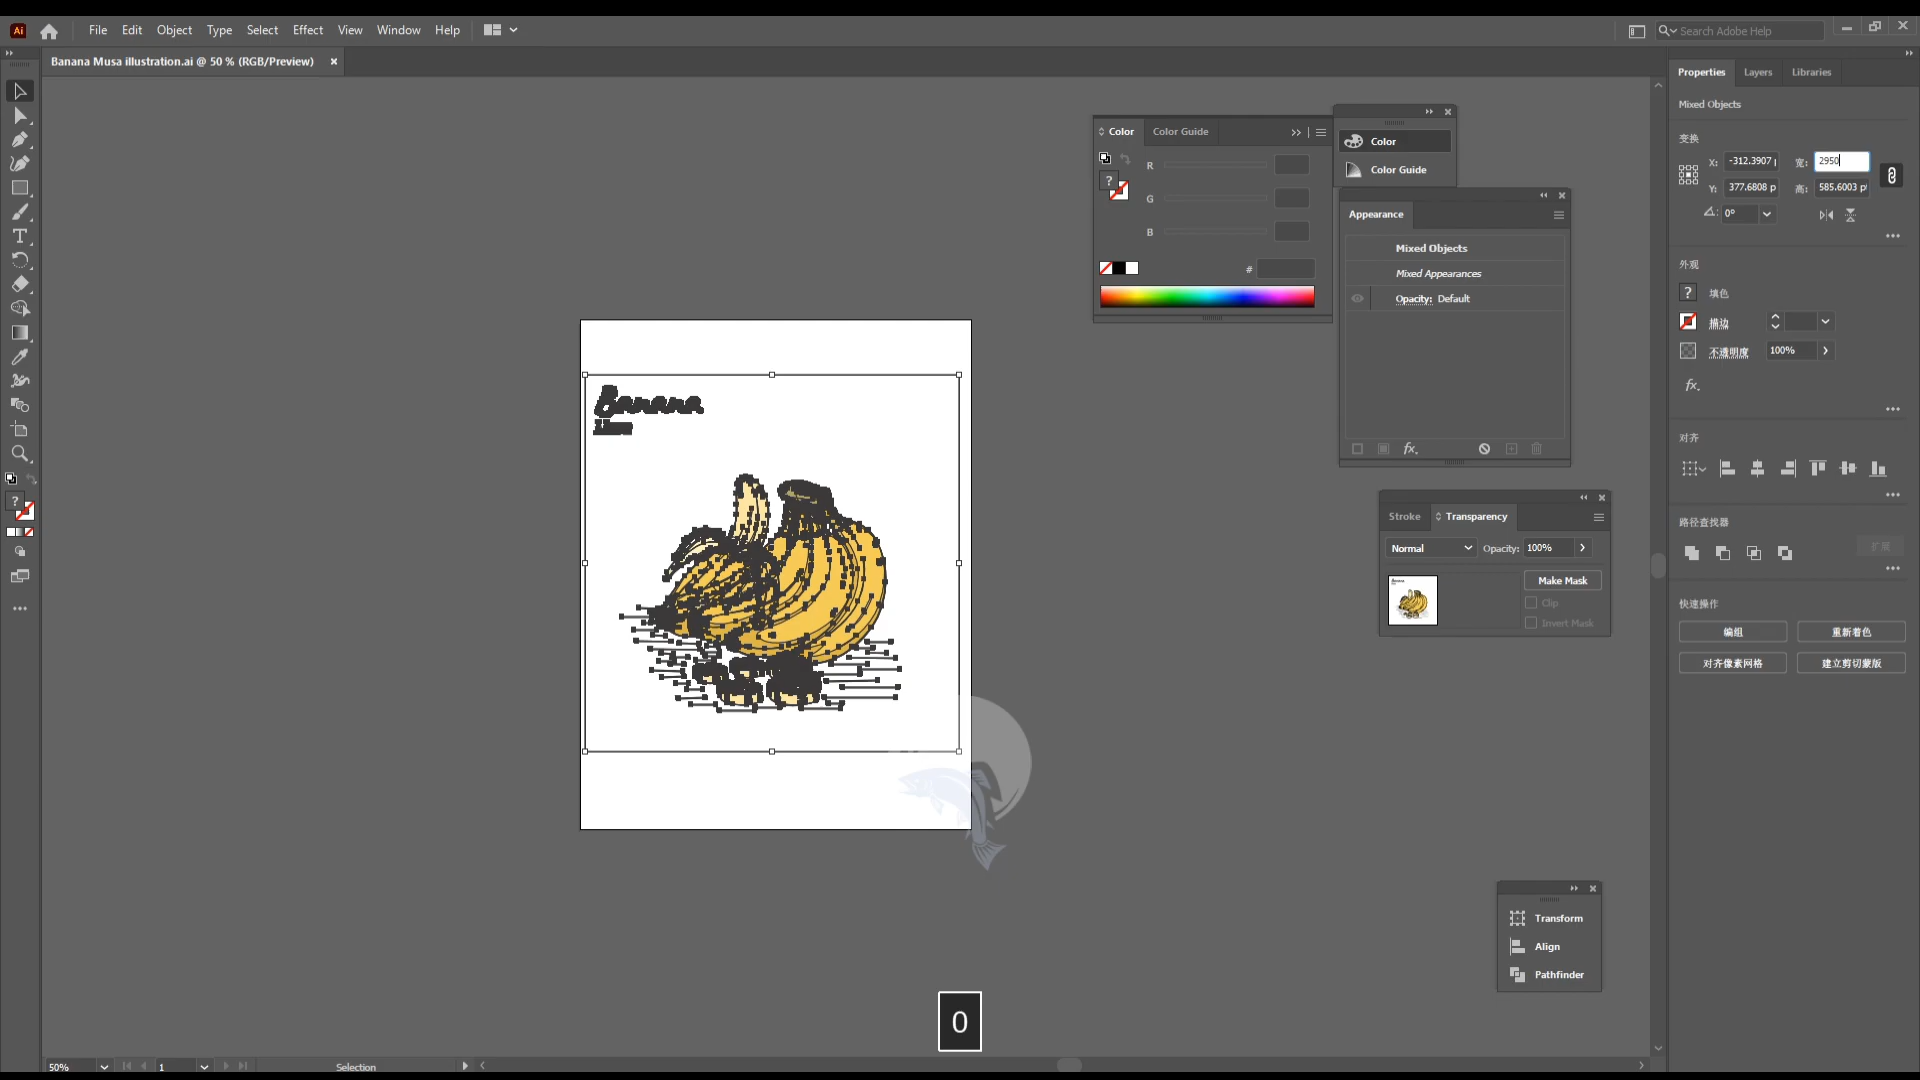 Ai
File Edit Object Type Select Effect View Window Help
Search Adobe Help
Banana Musa illustration.ai @ 50 % (RGB/Preview)
Properties Layers Libraries
Mixed Objects
变换
X: -312.3907 宽: 2950
Y: 377.6808 p 高: 585.6003 p
0°
外观
? 填色
描边
不透明度 100%
fx.
对齐
路径查找器
扩展
快速操作
编组 重新着色
对齐像素网格 建立剪切蒙版
Color Color Guide
R
G
B
?
#
Color
Color Guide
Appearance
Mixed Objects
Mixed Appearances
Opacity: Default
fx.
Stroke Transparency
Normal Opacity: 100%
Make Mask
Clip
Invert Mask
Banana
Transform
Align
Pathfinder
0
50% 1 Selection